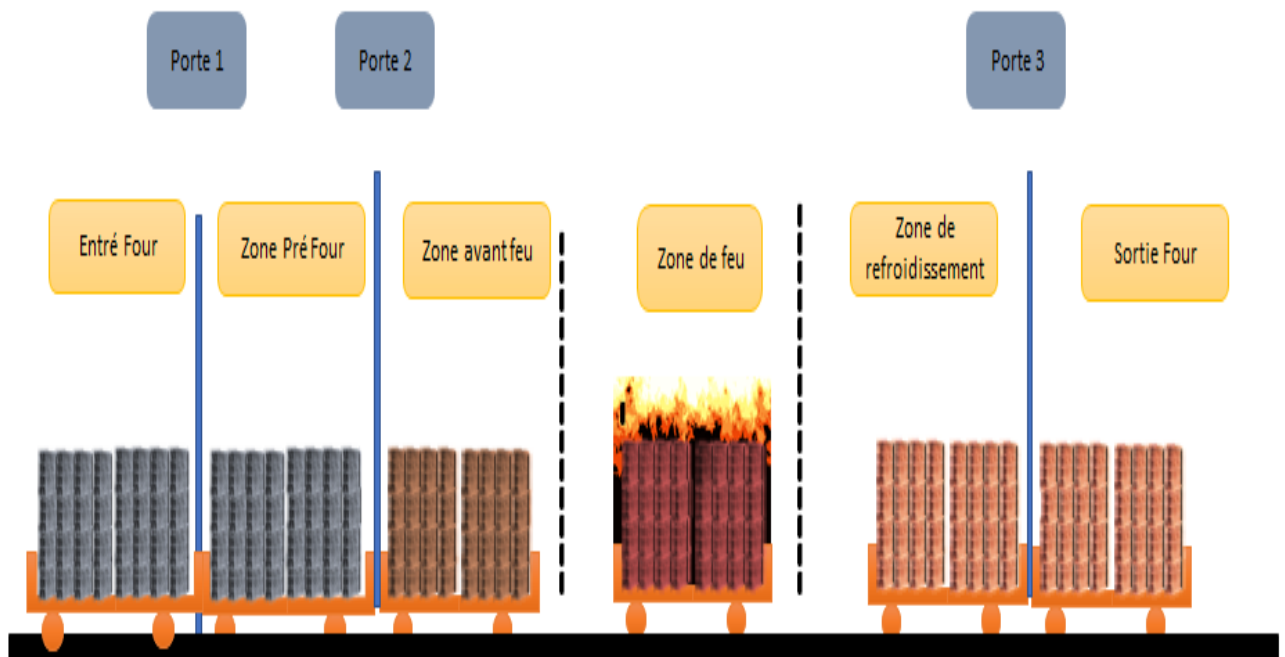 Porte 1
Porte 2
Porte 3
Entré Four
Zone Pré Four
Zone avant feu
Zone de feu
Zone de
refroidissement
Sortie Four